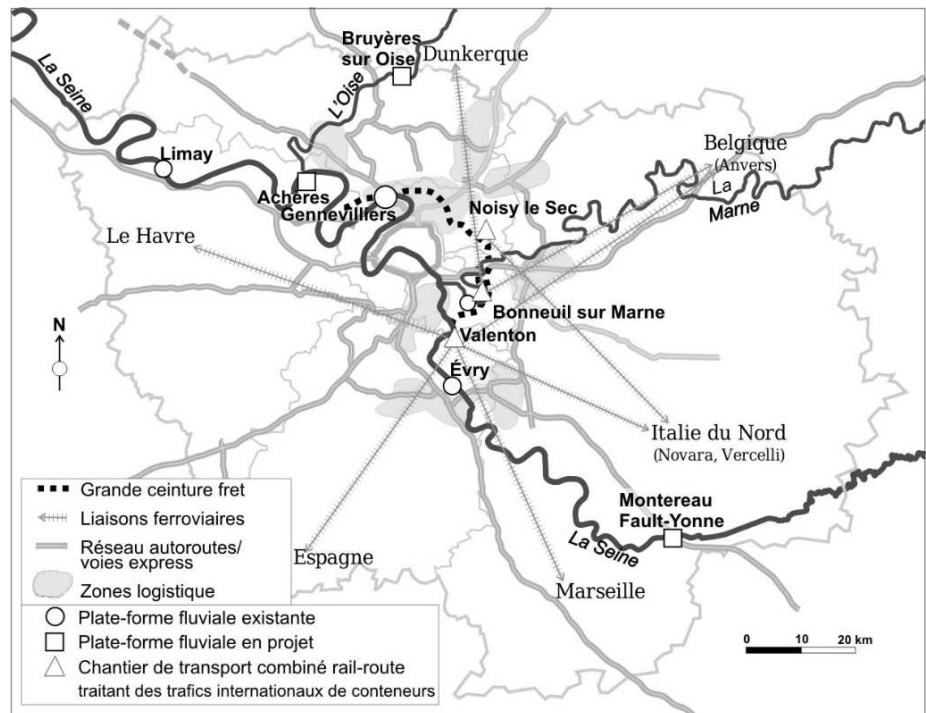 Bruyères
sur Oise
Dunkerque
La Seine
L'Oise
Limay
Belgique
(Anvers)
La
Marne
Achères
Gennevilliers
Noisy le Sec
Le Havre
N
Bonneuil sur Marne
Valenton
Évry
Italie du Nord
(Novara, Vercelli)
Montereau
Fault-Yonne
La Seine
Espagne
Marseille
Grande ceinture fret
Liaisons ferroviaires
Réseau autoroutes/
voies express
Zones logistique
Plate-forme fluviale existante
Plate-forme fluviale en projet
Chantier de transport combiné rail-route
traitant des trafics internationaux de conteneurs
0 10 20 km